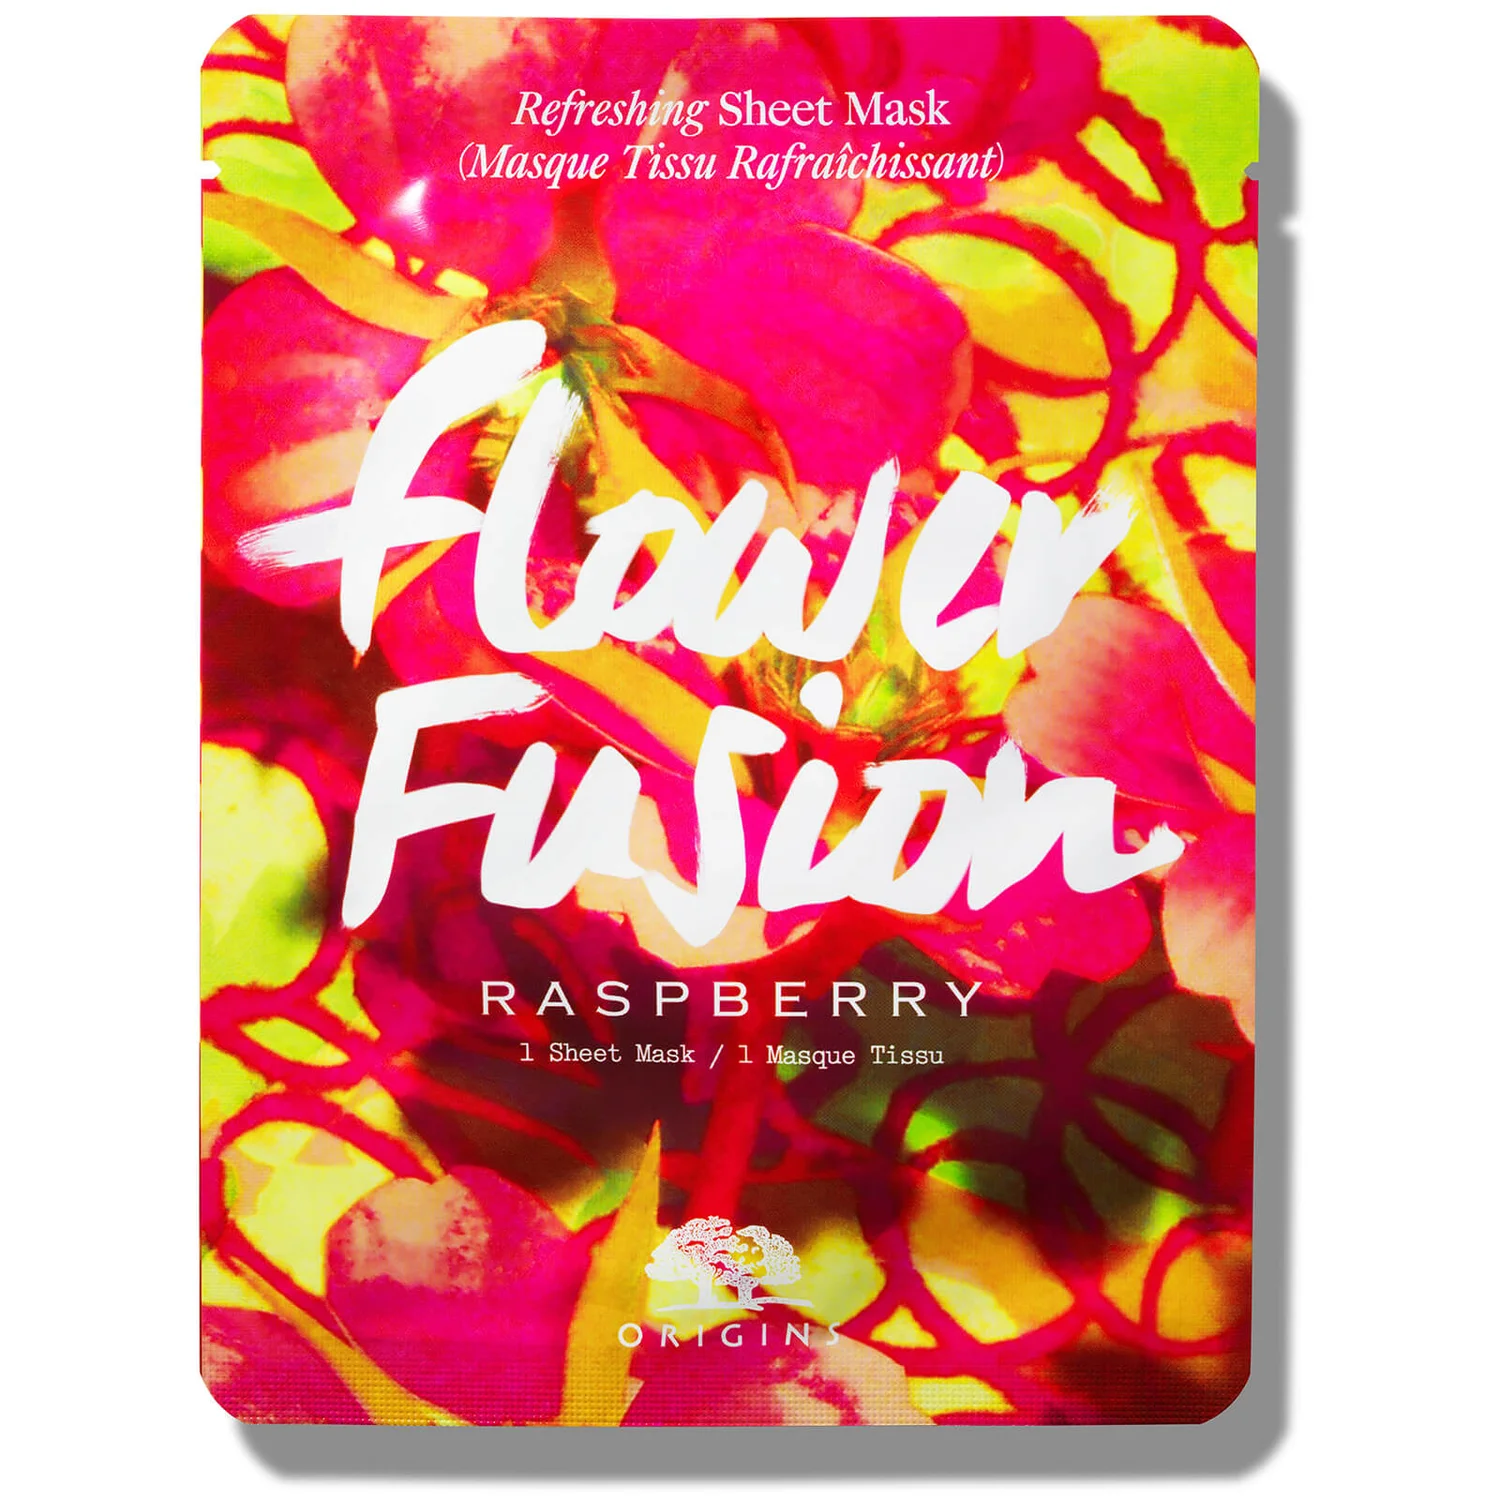 Refreshing Sheet Mask
(Masque Tissu Rafraîchissant)
flower
Fusion
RASPBERRY
1 Sheet Mask / 1 Masque Tissu
ORIGINS